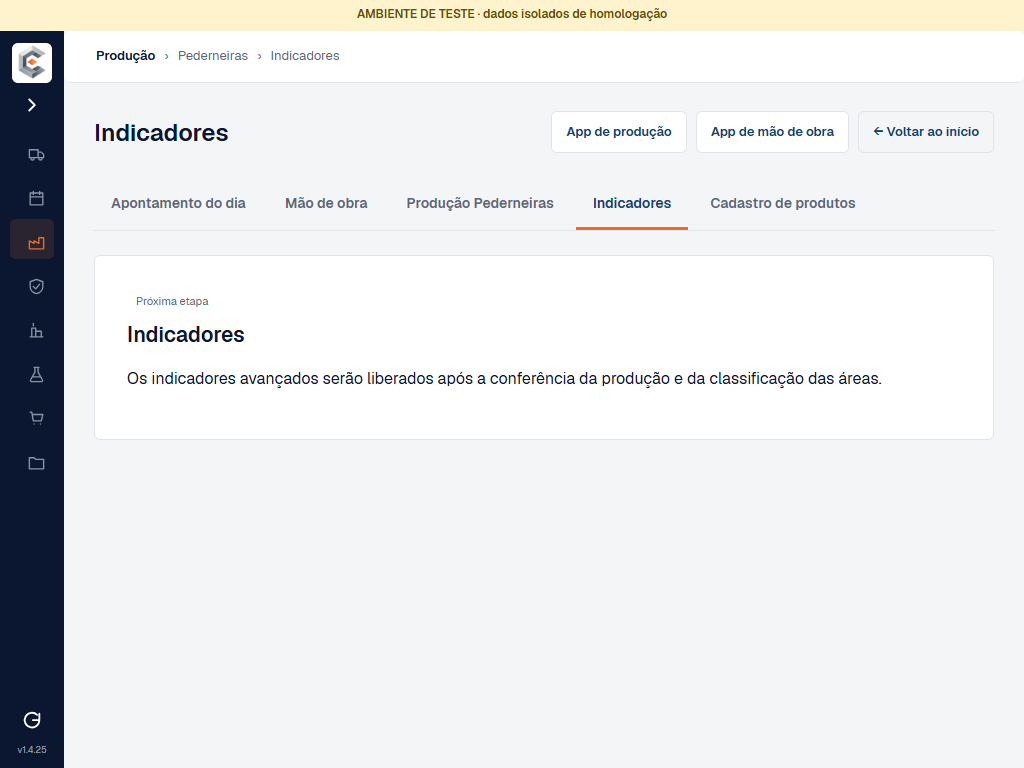 AMBIENTE DE TESTE · dados isolados de homologação
Produção › Pederneiras › Indicadores
Indicadores
App de produção
App de mão de obra
← Voltar ao início
Apontamento do dia
Mão de obra
Produção Pederneiras
Indicadores
Cadastro de produtos
Próxima etapa
Indicadores
Os indicadores avançados serão liberados após a conferência da produção e da classificação das áreas.
v1.4.25